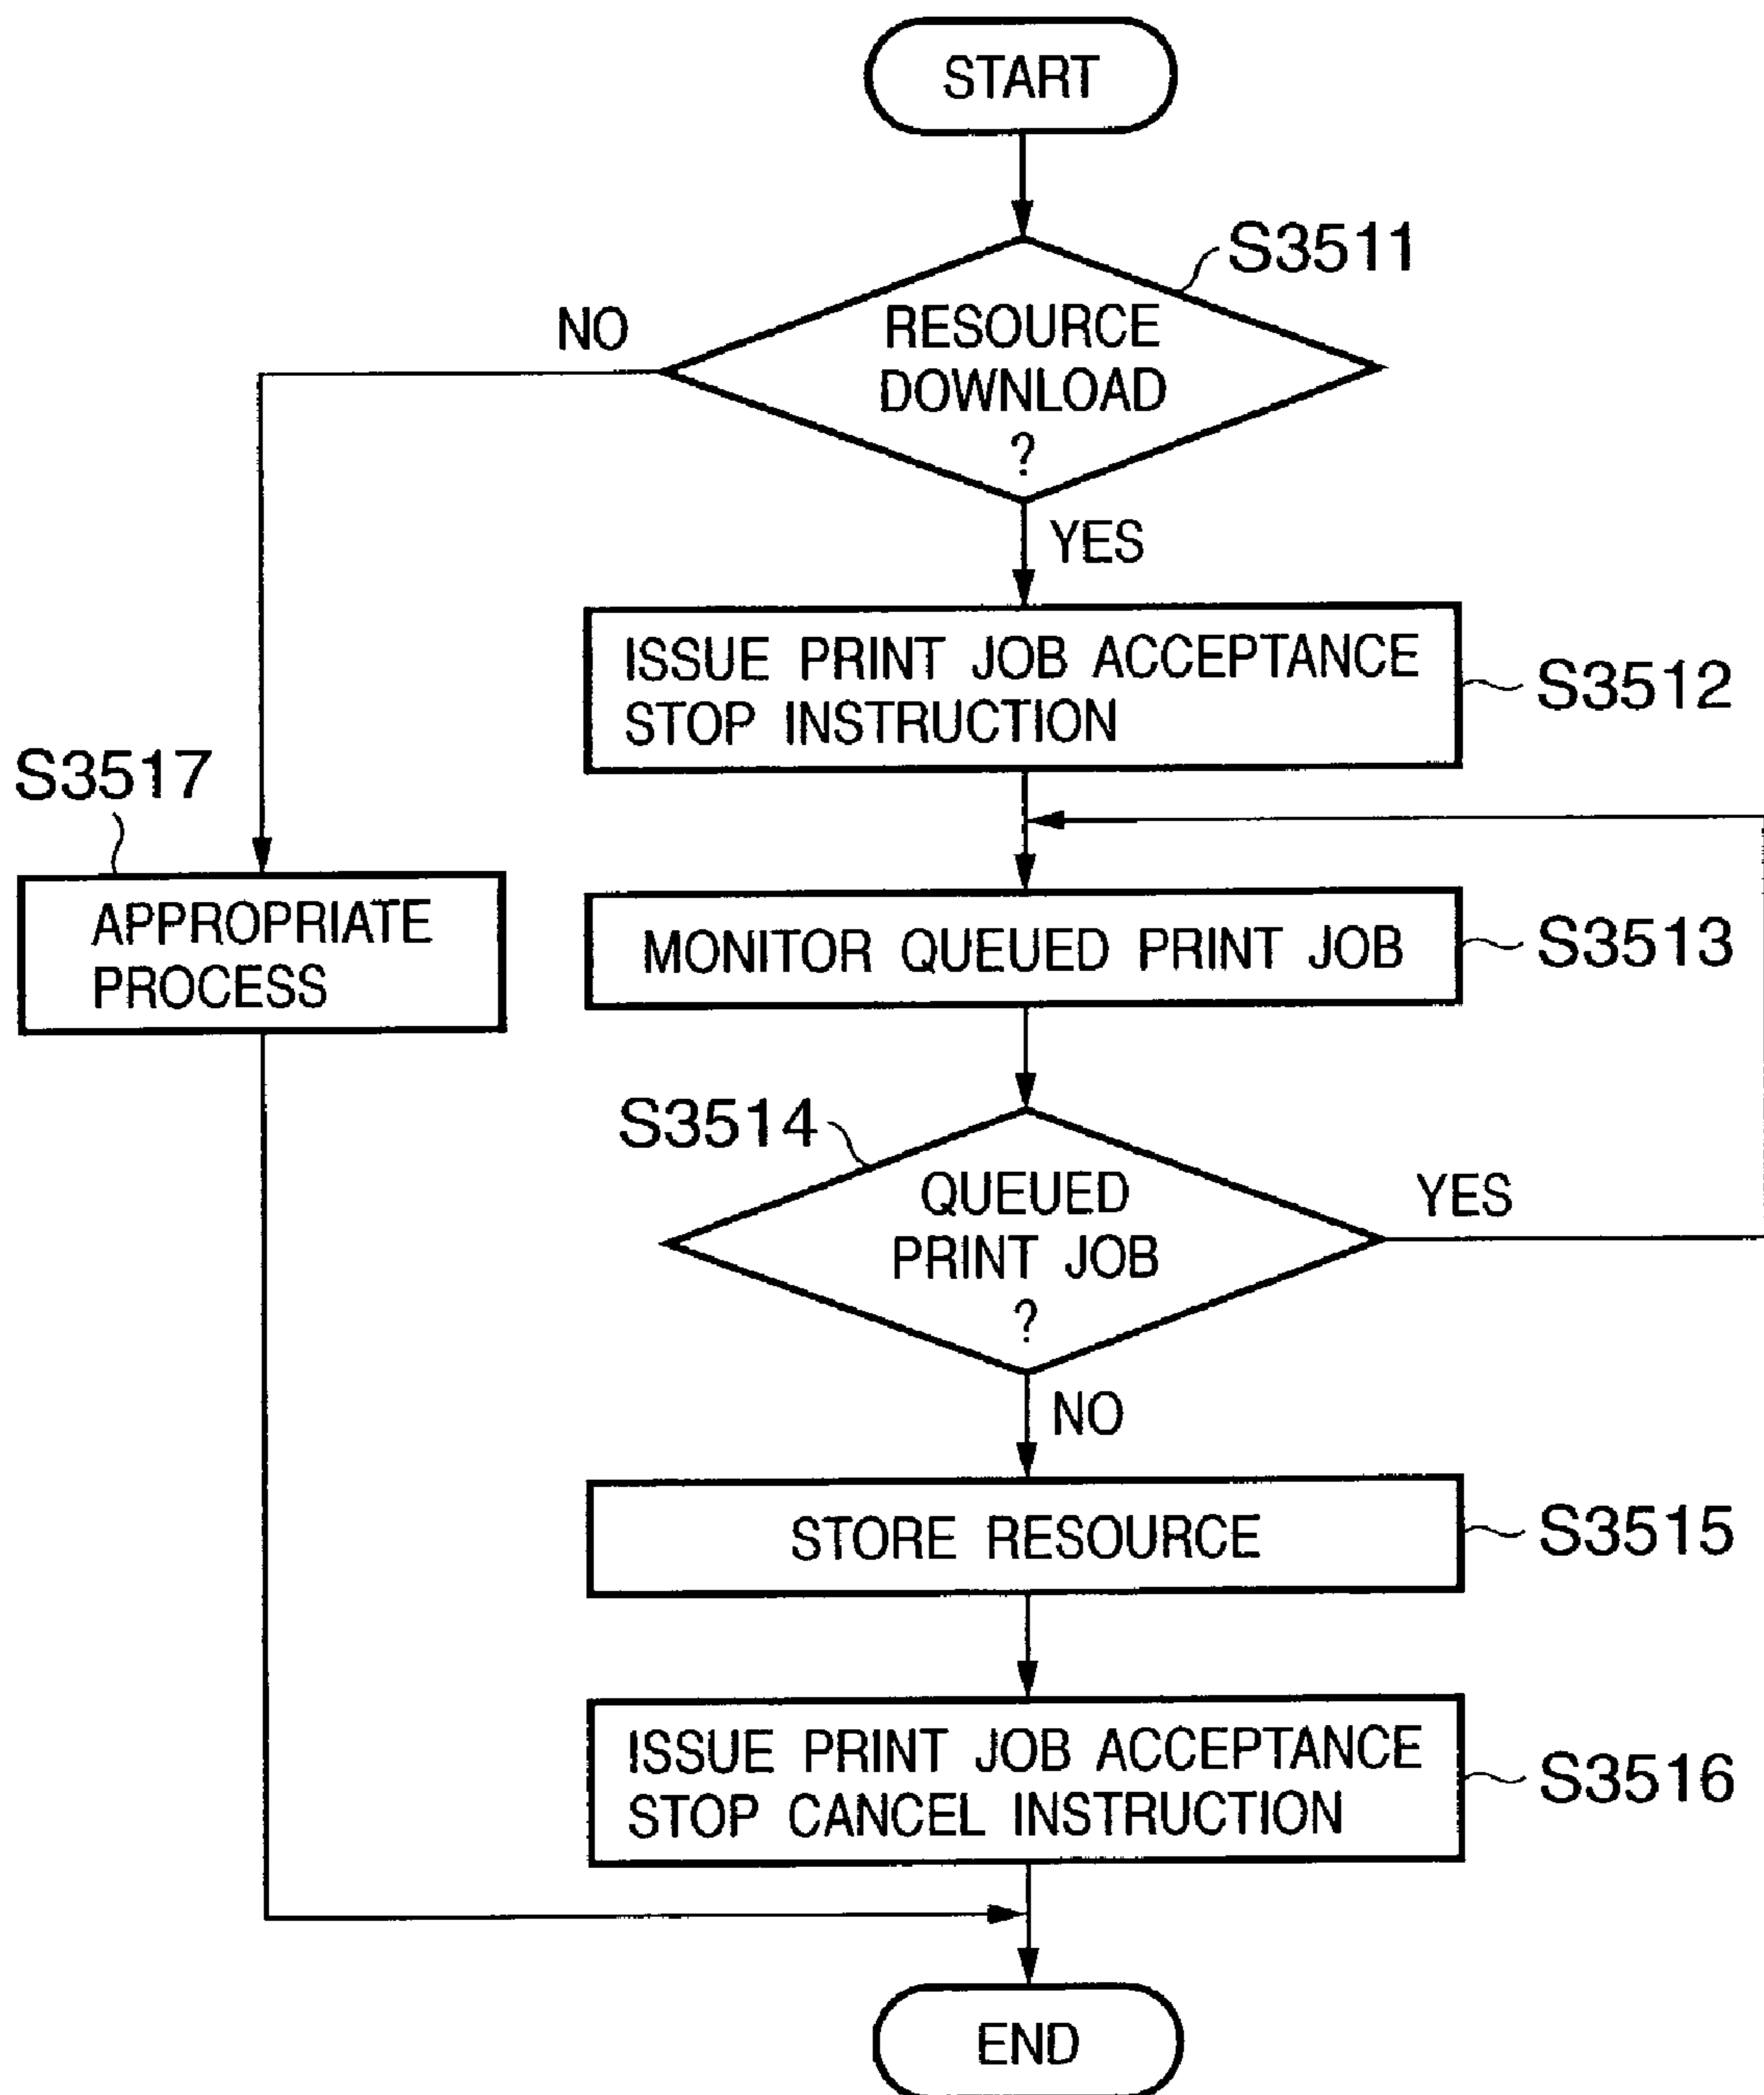 START
S3511
NO
RESOURCE
DOWNLOAD
?
YES
ISSUE PRINT JOB ACCEPTANCE
STOP INSTRUCTION
S3512
S3517
APPROPRIATE
PROCESS
MONITOR QUEUED PRINT JOB
S3513
S3514
QUEUED
PRINT JOB
?
YES
NO
STORE RESOURCE
S3515
ISSUE PRINT JOB ACCEPTANCE
STOP CANCEL INSTRUCTION
S3516
END